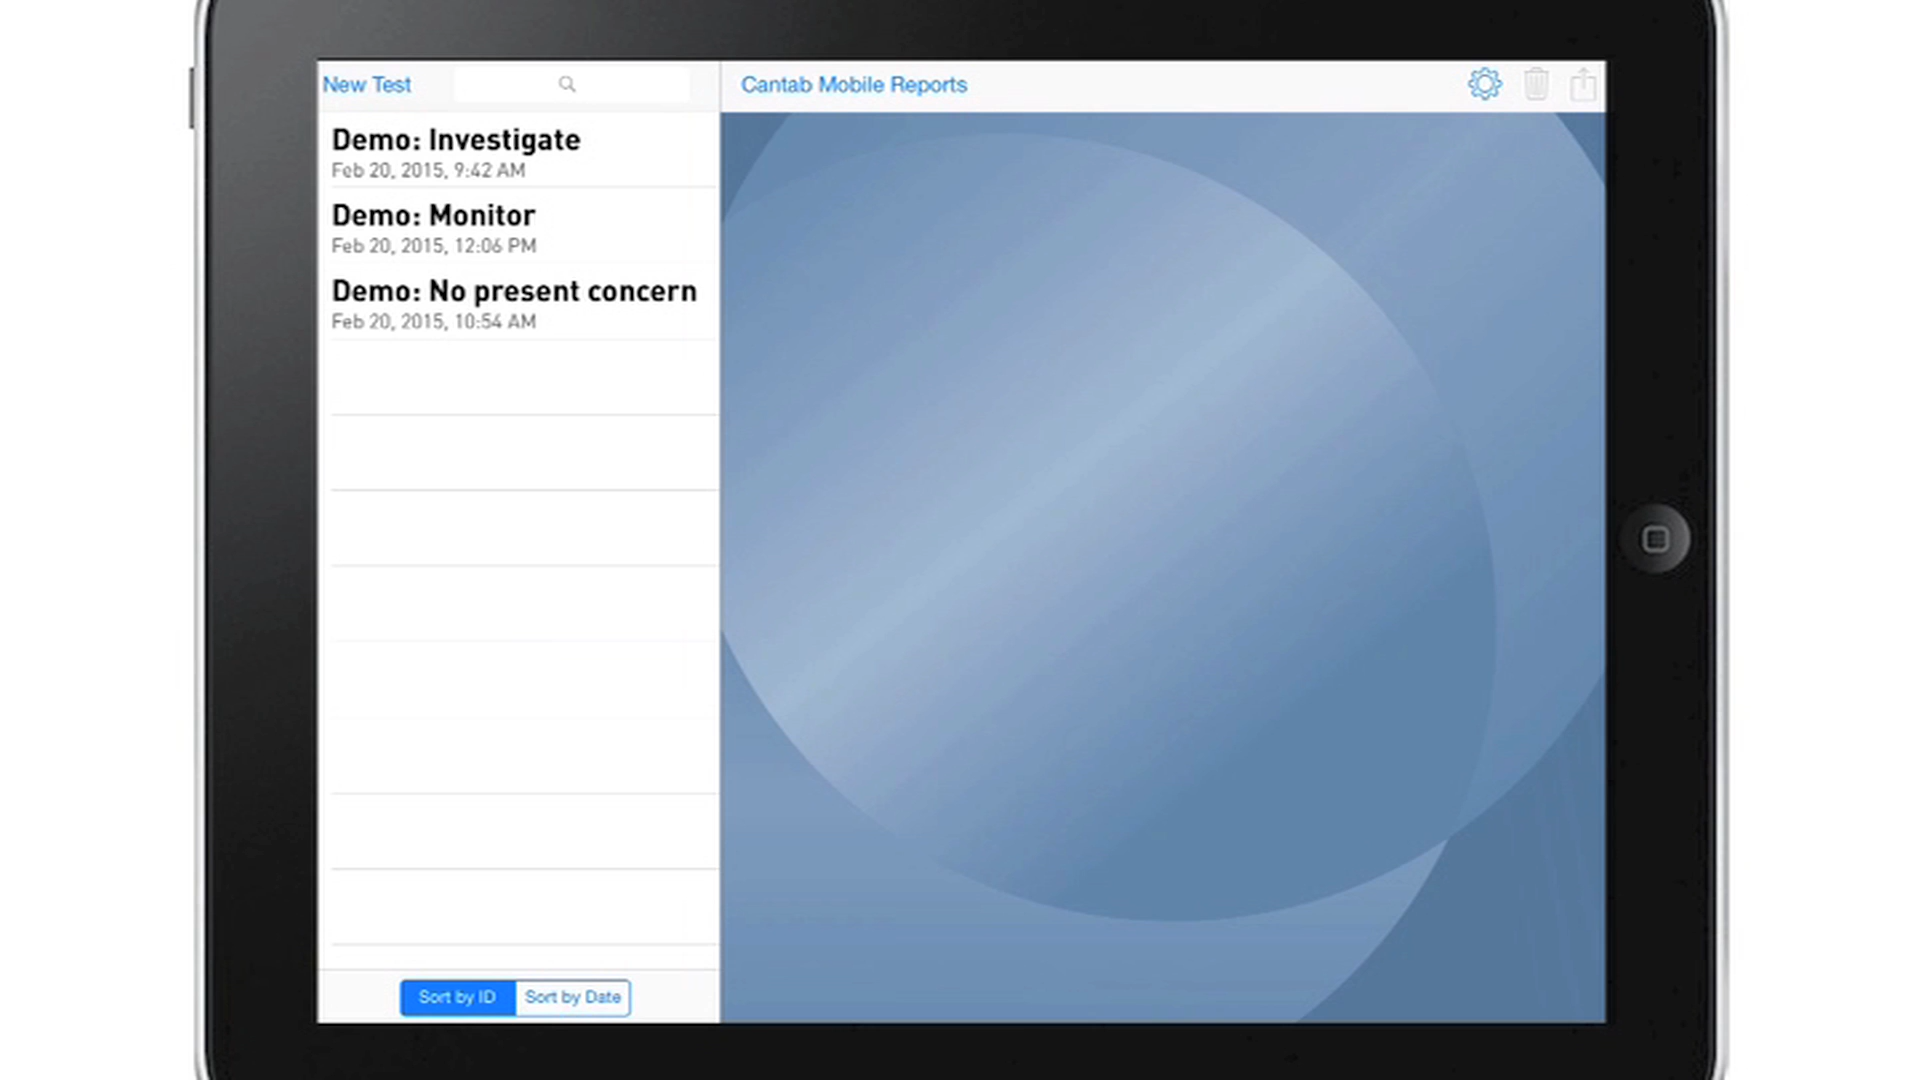 New Test
Cantab Mobile Reports
Demo: Investigate
Feb 20, 2015, 9:42 AM
Demo: Monitor
Feb 20, 2015, 12:06 PM
Demo: No present concern
Feb 20, 2015, 10:54 AM
Sort by ID
Sort by Date